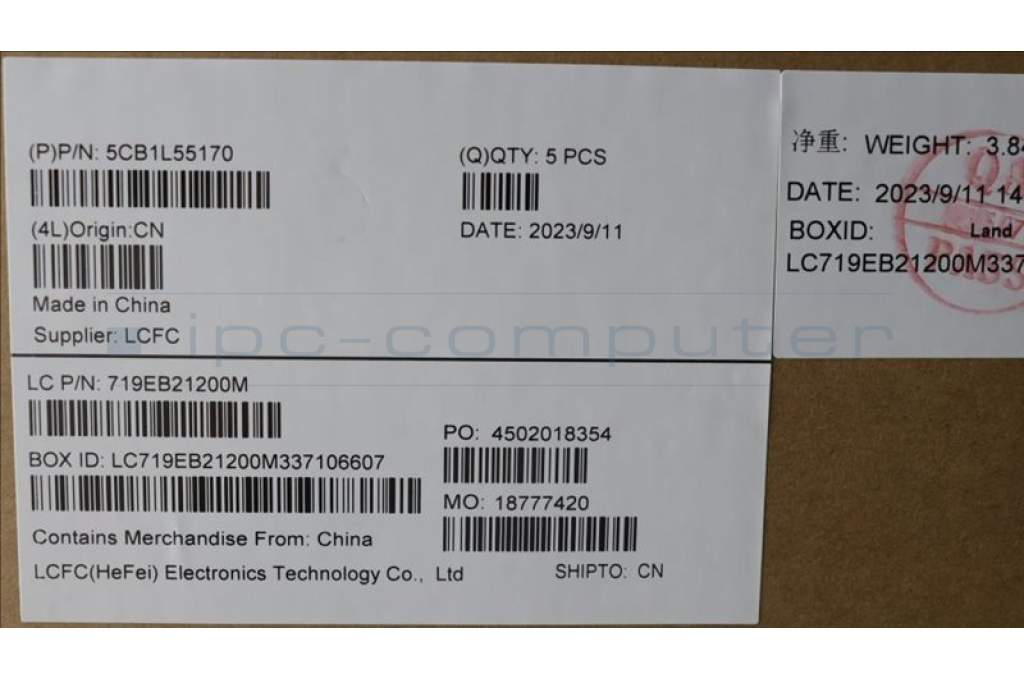 (P)P/N: 5CB1L55170
(Q)QTY: 5 PCS
(4L)Origin:CN
DATE: 2023/9/11
Made in China
Supplier: LCFC
ipc-computer
LC P/N: 719EB21200M
PO: 4502018354
BOX ID: LC719EB21200M337106607
MO: 18777420
Contains Merchandise From: China
LCFC(HeFei) Electronics Technology Co., Ltd
SHIPTO: CN
净重: WEIGHT: 3.84
DATE: 2023/9/11 14
BOXID: Land
LC719EB21200M337